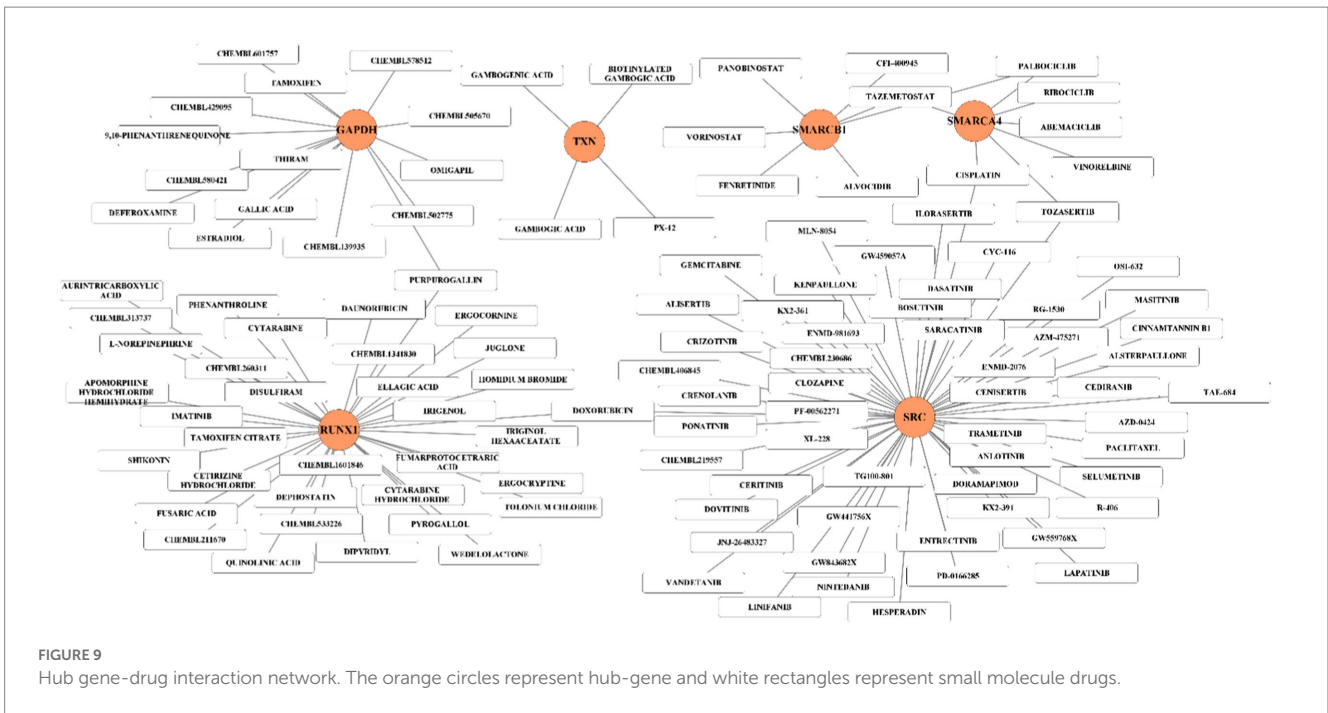 CHEMBL601757
CHEMBL578512
TAMOXIFEN
CHEMBL429095
CHEMBL505670
9,10-PHENANTHRENEQUINONE
GAPDH
THIRAM
OMIGAPIL
CHEMBL580421
DEFEROXAMINE
GALLIC ACID
CHEMBL502775
ESTRADIOL
CHEMBL139935
GAMBOGENIC ACID
BIOTINYLATED
GAMBOGIC ACID
TXN
GAMBOGIC ACID
PX-12
PANOBINOSTAT
CFI-400945
PALBOCICLIB
TAZEMETOSTAT
RIBOCICLIB
SMARCB1
SMARCA4
ABEMACICLIB
VORINOSTAT
VINORELBINE
FENRETINIDE
ALVOCIDIB
CISPLATIN
ILORASERTIB
TOZASERTIB
PURPUROGALLIN
AURINTRICARBOXYLIC
ACID
PHENANTHROLINE
DAUNORUBICIN
ERGOCORNINE
CHEMBL313737
CYTARABINE
L-NOREPINEPHRINE
CHEMBL1341830
JUGLONE
CHEMBL260311
APOMORPHINE
HYDROCHLORIDE
HEMIHYDRATE
DISULFIRAM
ELLAGIC ACID
HOMIDIUM BROMIDE
IMATINIB
IRIGENOL
DOXORUBICIN
RUNX1
TAMOXIFEN CITRATE
IRIGINOL
HEXAACEATATE
SHIKONIN
CHEMBL1601846
FUMARPROTOCETRARIC
ACID
CETIRIZINE
HYDROCHLORIDE
ERGOCRYPTINE
DEPHOSTATIN
CYTARABINE
HYDROCHLORIDE
TOLONIUM CHLORIDE
FUSARIC ACID
CHEMBL533226
PYROGALLOL
CHEMBL211670
DIPYRIDYL
WEDELOLACTONE
QUINOLINIC ACID
MLN-8054
GW459057A
CYC-116
GEMCITABINE
OSI-632
KENPAULLONE
DASATINIB
ALISERTIB
KX2-361
BOSUTINIB
RG-1530
MASITINIB
ENMD-981693
SARACATINIB
AZM-475271
CINNAMTANNIN B1
CRIZOTINIB
CHEMBL230686
ENMD-2076
ALSTERPAULLONE
CHEMBL406845
CLOZAPINE
CENISERTIB
CEDIRANIB
TAE-684
CRENOLANIB
PF-00562271
SRC
AZD-0424
PONATINIB
XL-228
TRAMETINIB
PACLITAXEL
CHEMBL219557
ANLOTINIB
TG100-801
SELUMETINIB
CERITINIB
DORAMAPIMOD
DOVITINIB
KX2-391
R-406
GW441756X
JNJ-26483327
ENTRECTINIB
GW559768X
GW843682X
VANDETANIB
NINTEDANIB
PD-0166285
LAPATINIB
LINIFANIB
HESPERADIN
FIGURE 9
Hub gene-drug interaction network. The orange circles represent hub-gene and white rectangles represent small molecule drugs.